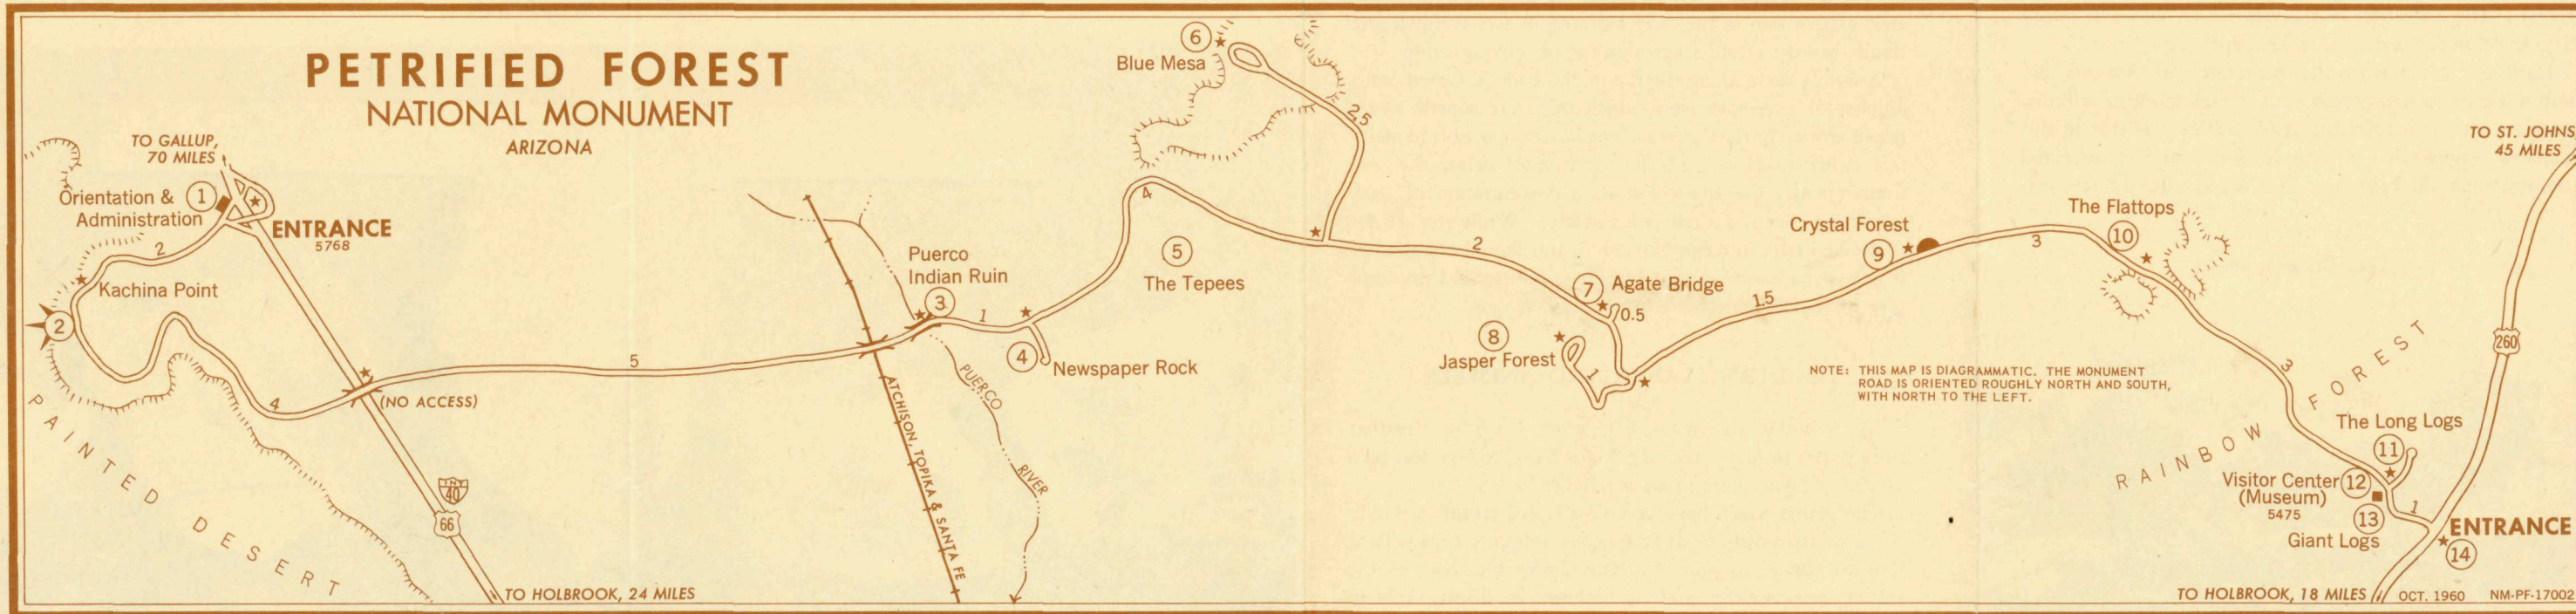 PETRIFIED FOREST
NATIONAL MONUMENT
ARIZONA
TO GALLUP,
70 MILES
Orientation &
Administration
1
ENTRANCE
5768
2
Kachina Point
2
PAINTED DESERT
4
(NO ACCESS)
INT
40
66
TO HOLBROOK, 24 MILES
5
ATCHISON, TOPIKA & SANTA FE
Puerco
Indian Ruin
3
PUERCO
RIVER
1
4
Newspaper Rock
4
5
The Tepees
6
Blue Mesa
2.5
2
7
Agate Bridge
0.5
8
Jasper Forest
1
1.5
Crystal Forest
9
3
The Flattops
10
NOTE: THIS MAP IS DIAGRAMMATIC. THE MONUMENT
ROAD IS ORIENTED ROUGHLY NORTH AND SOUTH,
WITH NORTH TO THE LEFT.
3
RAINBOW FOREST
TO ST. JOHNS
45 MILES
260
The Long Logs
11
Visitor Center
(Museum)
5475
12
13
Giant Logs
1
ENTRANCE
14
TO HOLBROOK, 18 MILES
OCT. 1960
NM-PF-17002